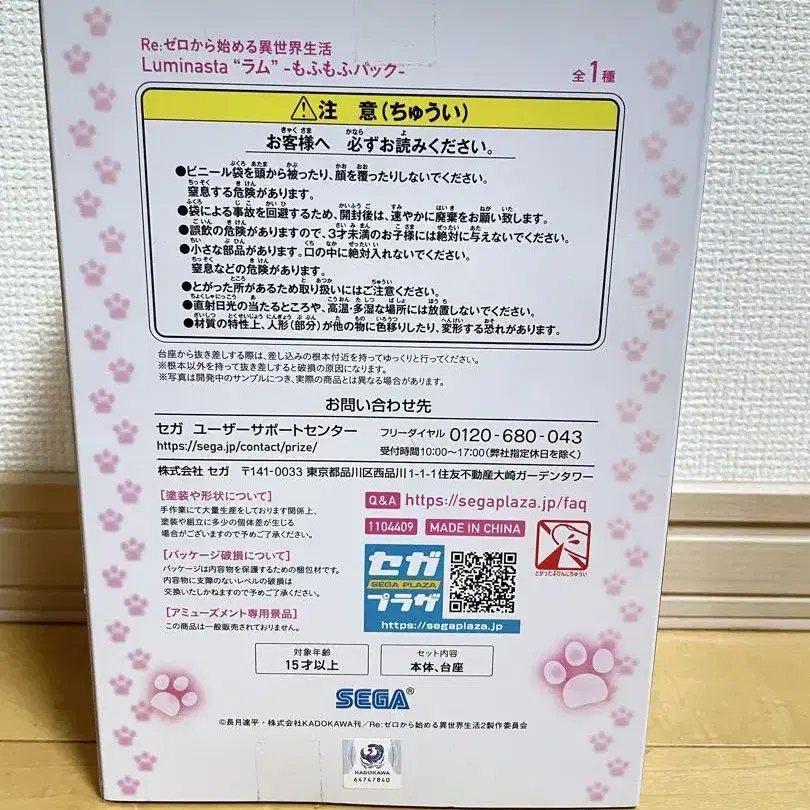 Re:ゼロから始める異世界生活
Luminasta "ラム" -もふもふパック-
全1種
⚠注 意(ちゅうい)
お客様へ 必ずお読みください。
●ビニール袋を頭から被ったり、顔を覆ったりしないでください。
窒息する危険があります。
●袋による事故を回避するため、開封後は、速やかに廃棄をお願い致します。
●誤飲の危険がありますので、3才未満のお子様には絶対に与えないでください。
●小さな部品があります。口の中に絶対入れないでください。
窒息などの危険があります。
●とがった所があるため取り扱いにはご注意ください。
●直射日光の当たるところや、高温・多湿な場所には放置しないでください。
●材質の特性上、人形(部分)が他の物に色移りしたり、変形する恐れがあります。
台座から抜き差しする際は、差し込みの根本付近を持ってゆっくりと行ってください。
※根本以外を持って抜き差しすると破損の原因になります。
※写真は開発中のサンプルにつき、実際の商品とは異なる場合があります。
お問い合わせ先
セガ ユーザーサポートセンター
https://sega.jp/contact/prize/
フリーダイヤル 0120-680-043
受付時間10:00〜17:00(弊社指定休日を除く)
株式会社 セガ 〒141-0033 東京都品川区西品川1-1-1住友不動産大崎ガーデンタワー
[塗装や形状について]
手作業にて大量生産をしております関係上、
塗装や組立に多少の個体差が生じる
場合がございますので予めご了承ください。
[パッケージ破損について]
パッケージは内容物を保護するための梱包材です。
内容物に支障のないレベルの破損は
交換いたしかねますので予めご了承ください。
[アミューズメント専用景品]
この商品は一般販売されておりません。
Q&A https://segaplaza.jp/faq
1104409 MADE IN CHINA
とがったぶひんにちゅうい
セガ
SEGA PLAZA
プラザ
https://segaplaza.jp
対象年齢
15才以上
セット内容
本体、台座
SEGA®
©長月達平・株式会社KADOKAWA刊/Re:ゼロから始める異世界生活2製作委員会
KADOKAWA
64747840